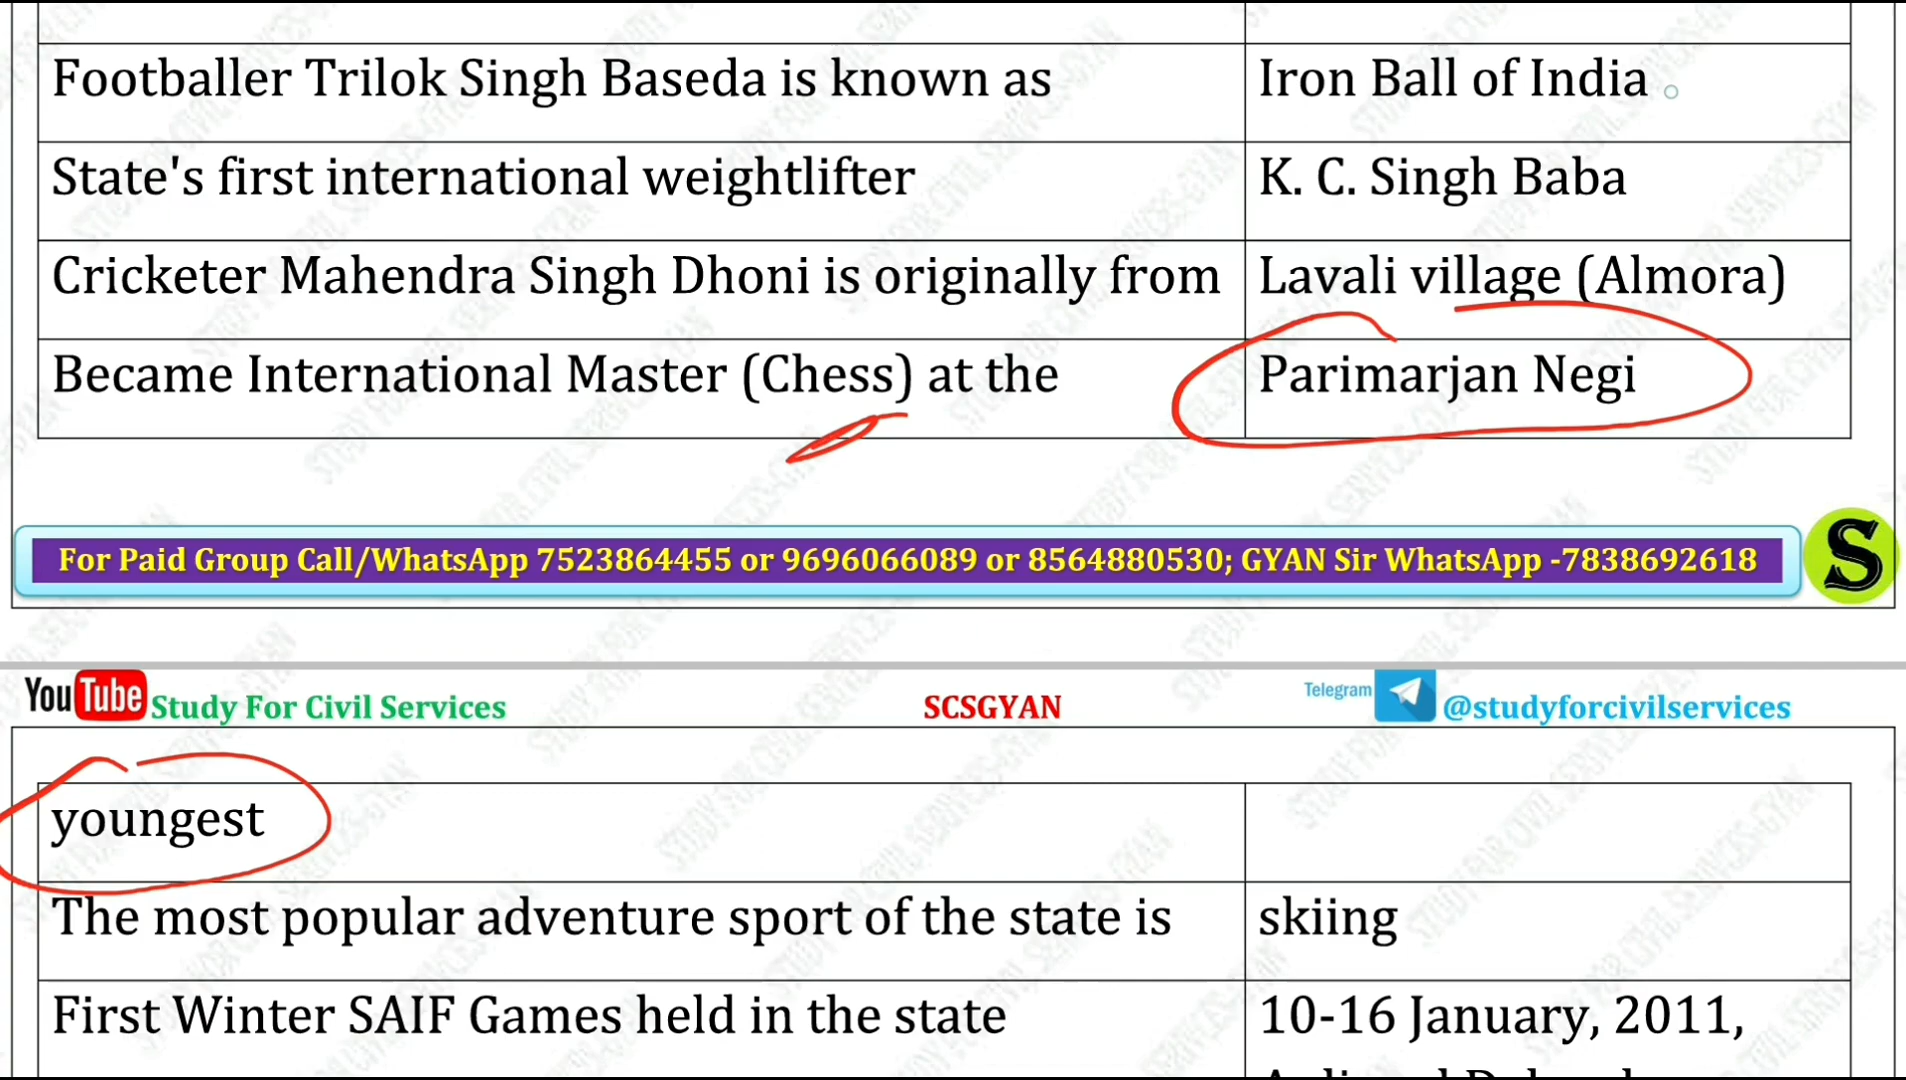 Footballer Trilok Singh Baseda is known as Iron Ball of India
State's first international weightlifter K. C. Singh Baba
Cricketer Mahendra Singh Dhoni is originally from Lavali village (Almora)
Became International Master (Chess) at the Parimarjan Negi
For Paid Group Call/WhatsApp 7523864455 or 9696066089 or 8564880530; GYAN Sir WhatsApp -7838692618
S
YouTube Study For Civil Services SCSGYAN Telegram @studyforcivilservices
youngest
The most popular adventure sport of the state is skiing
First Winter SAIF Games held in the state 10-16 January, 2011,